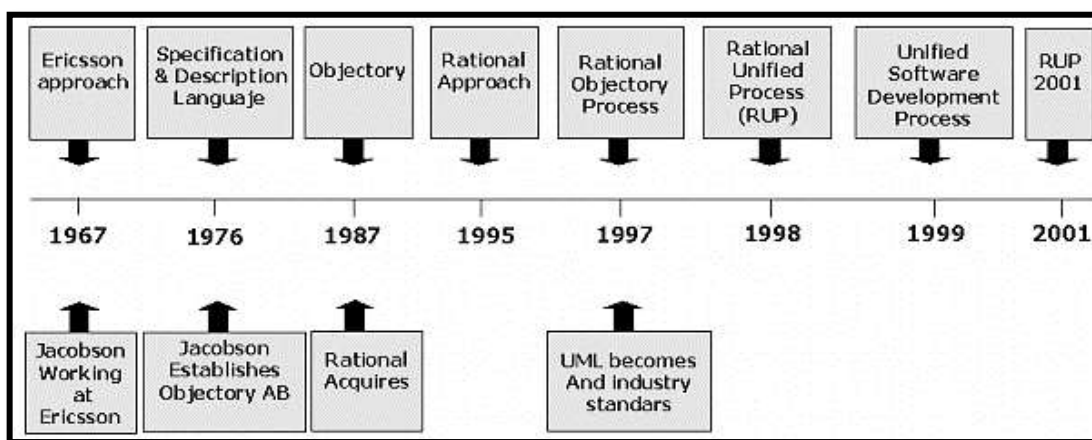 Ericsson
approach
Specification
& Description
Languaje
Objectory
Rational
Approach
Rational
Objectory
Process
Rational
Unified
Process
(RUP)
Unified
Software
Development
Process
RUP
2001
1967
1976
1987
1995
1997
1998
1999
2001
Jacobson
Working
at
Ericsson
Jacobson
Establishes
Objectory AB
Rational
Acquires
UML becomes
And industry
standars